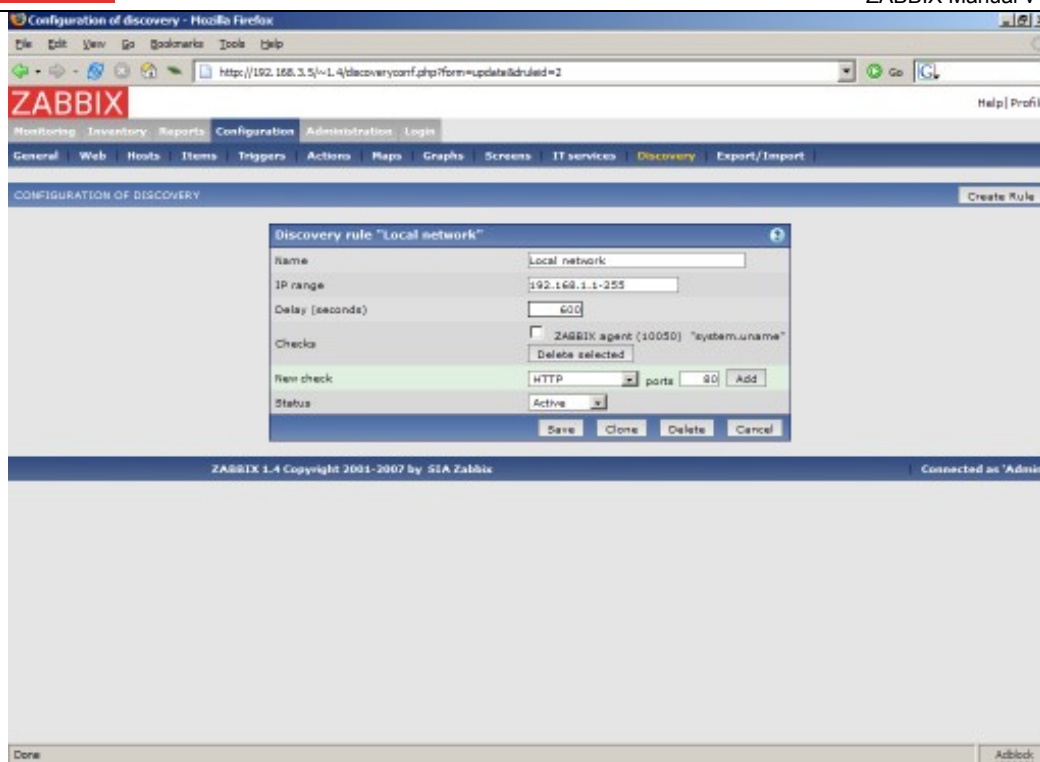 ZABBIX Manual v
Configuration of discovery - Mozilla Firefox
File Edit View Go Bookmarks Tools Help
http://192.168.3.5/~1.4/discoveryconf.php?form=update&druleid=2 Go
ZABBIX Help | Profil
Monitoring Inventory Reports Configuration Administration Login
General Web Hosts Items Triggers Actions Maps Graphs Screens IT services Discovery Export/Import
CONFIGURATION OF DISCOVERY Create Rule
Discovery rule "Local network"
Name Local network
IP range 192.168.1.1-255
Delay (seconds) 600
Checks ZABBIX agent (10050) "system.uname"
Delete selected
New check HTTP ports 80 Add
Status Active
Save Clone Delete Cancel
ZABBIX 1.4 Copyright 2001-2007 by SIA Zabbix Connected as 'Admin
Done Adblock